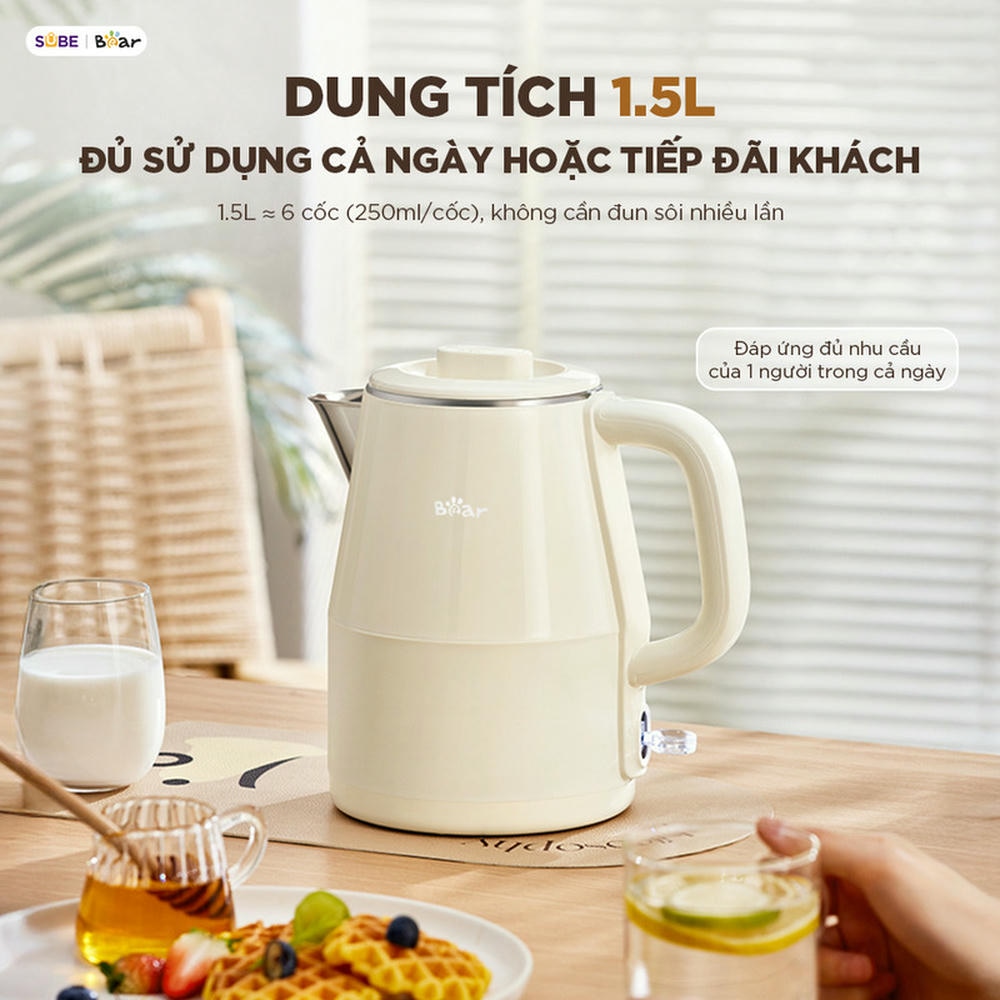 SUBE | Bear
DUNG TÍCH 1.5L
ĐỦ SỬ DỤNG CẢ NGÀY HOẶC TIẾP ĐÃI KHÁCH
1.5L ≈ 6 cốc (250ml/cốc), không cần đun sôi nhiều lần
Đáp ứng đủ nhu cầu
của 1 người trong cả ngày
Bear